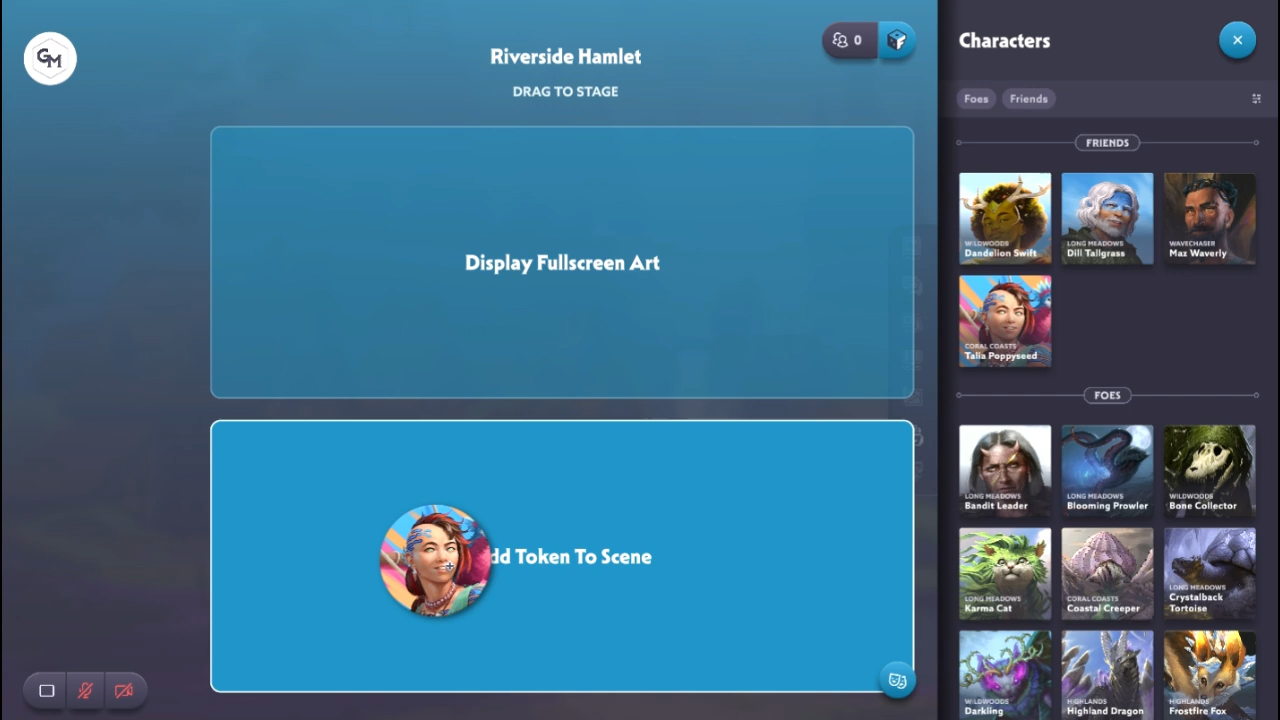 GM
Riverside Hamlet
DRAG TO STAGE
0
Display Fullscreen Art
dd Token To Scene
Characters
Foes
Friends
FRIENDS
WILDWOODS
Dandelion Swift
LONG MEADOWS
Dill Tallgrass
WAVECHASER
Maz Waverly
CORAL COASTS
Talia Poppyseed
FOES
LONG MEADOWS
Bandit Leader
LONG MEADOWS
Blooming Prowler
WILDWOODS
Bone Collector
LONG MEADOWS
Karma Cat
CORAL COASTS
Coastal Creeper
LONG MEADOWS
Crystalback
Tortoise
WILDWOODS
Darkling
HIGHLANDS
Highland Dragon
HIGHLANDS
Frostfire Fox